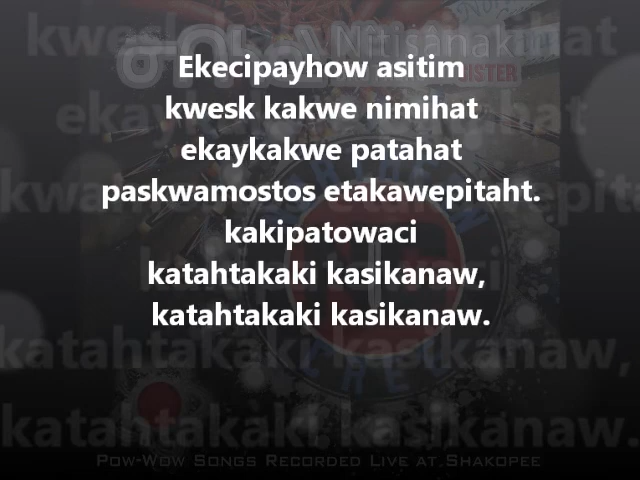 Ekecipayhow asitim
kwesk kakwe nimihat
ekaykakwe patahat
paskwamostos etakawepitaht.
kakipatowaci
katahtakaki kasikanaw,
katahtakaki kasikanaw.
Nitisanak
POW-WOW SONGS RECORDED LIVE AT SHAKOPEE